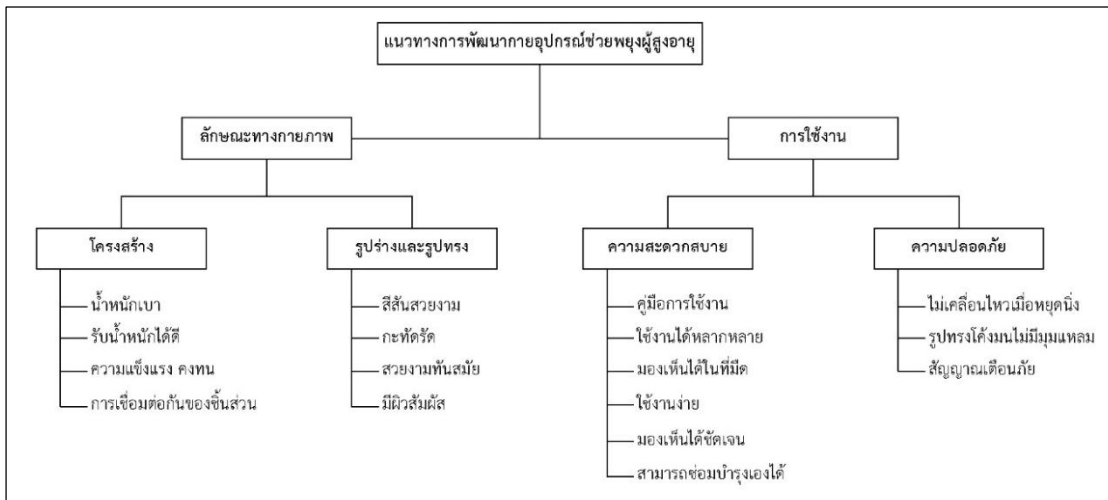 แนวทางการพัฒนากายอุปกรณ์ช่วยพยุงผู้สูงอายุ
ลักษณะทางกายภาพ
การใช้งาน
โครงสร้าง
รูปร่างและรูปทรง
ความสะดวกสบาย
ความปลอดภัย
น้ำหนักเบา
รับน้ำหนักได้ดี
ความแข็งแรง คงทน
การเชื่อมต่อกันของชิ้นส่วน
สีสันสวยงาม
กะทัดรัด
สวยงามทันสมัย
มีผิวสัมผัส
คู่มือการใช้งาน
ใช้งานได้หลากหลาย
มองเห็นได้ในที่มืด
ใช้งานง่าย
มองเห็นได้ชัดเจน
สามารถซ่อมบำรุงเองได้
ไม่เคลื่อนไหวเมื่อหยุดนิ่ง
รูปทรงโค้งมนไม่มีมุมแหลม
สัญญาณเตือนภัย